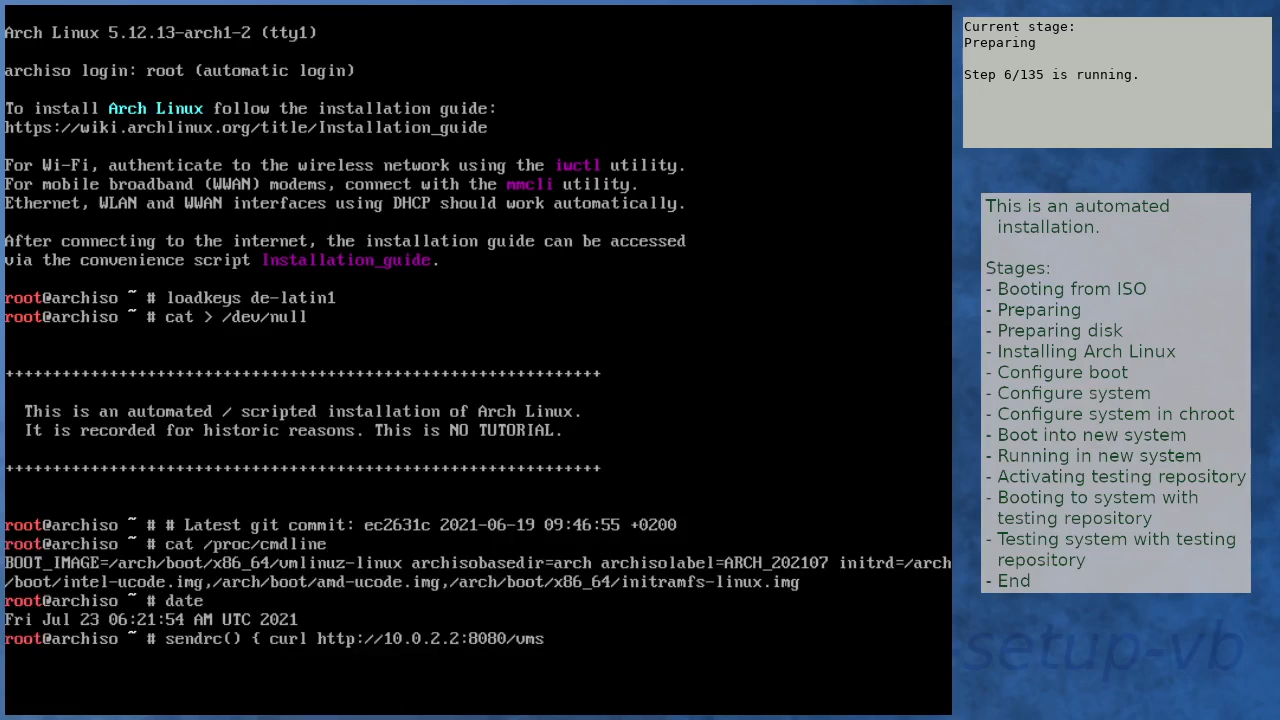 Arch Linux 5.12.13-arch1-2 (tty1)
archiso login: root (automatic login)
To install Arch Linux follow the installation guide:
https://wiki.archlinux.org/title/Installation_guide
For Wi-Fi, authenticate to the wireless network using the iwctl utility.
For mobile broadband (WWAN) modems, connect with the mmcli utility.
Ethernet, WLAN and WWAN interfaces using DHCP should work automatically.
After connecting to the internet, the installation guide can be accessed
via the convenience script Installation_guide.
root@archiso ~ # loadkeys de-latin1
root@archiso ~ # cat > /dev/null
+++++++++++++++++++++++++++++++++++++++++++++++++++++++++++++++
This is an automated / scripted installation of Arch Linux.
It is recorded for historic reasons. This is NO TUTORIAL.
+++++++++++++++++++++++++++++++++++++++++++++++++++++++++++++++
root@archiso ~ # # Latest git commit: ec2631c 2021-06-19 09:46:55 +0200
root@archiso ~ # cat /proc/cmdline
BOOT_IMAGE=/arch/boot/x86_64/vmlinuz-linux archisobasedir=arch archisolabel=ARCH_202107 initrd=/arch
/boot/intel-ucode.img,/arch/boot/amd-ucode.img,/arch/boot/x86_64/initramfs-linux.img
root@archiso ~ # date
Fri Jul 23 06:21:54 AM UTC 2021
root@archiso ~ # sendrc() { curl http://10.0.2.2:8080/vms
Current stage:
Preparing
Step 6/135 is running.
This is an automated
installation.
Stages:
- Booting from ISO
- Preparing
- Preparing disk
- Installing Arch Linux
- Configure boot
- Configure system
- Configure system in chroot
- Boot into new system
- Running in new system
- Activating testing repository
- Booting to system with
testing repository
- Testing system with testing
repository
- End
setup-vb